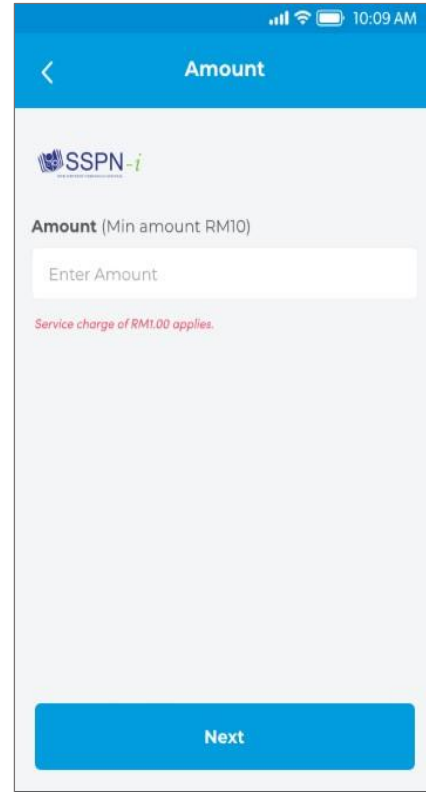 10:09 AM
Amount
SSPN-i
Amount (Min amount RM10)
Enter Amount
Service charge of RM1.00 applies.
Next